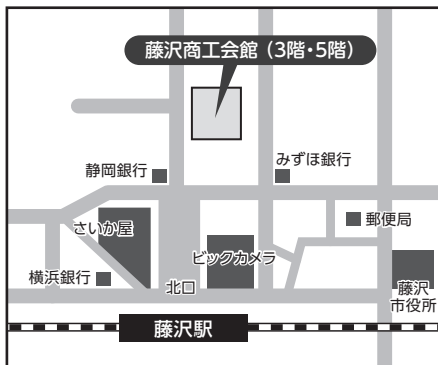 藤沢商工会館（3階・5階）
静岡銀行
みずほ銀行
さいか屋
郵便局
ビックカメラ
横浜銀行
北口
藤沢
市役所
藤沢駅